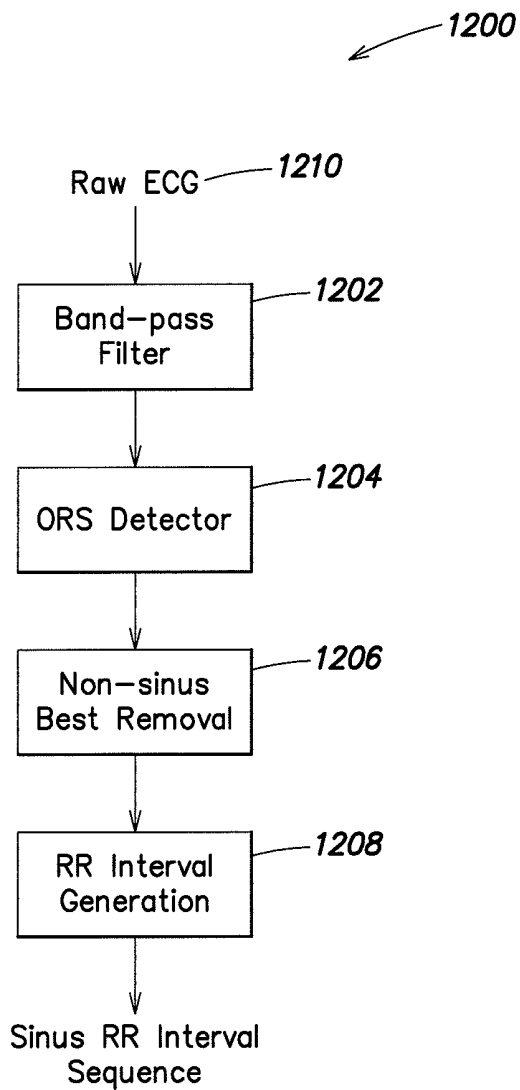 1200
Raw ECG 1210
1202
Band-pass
Filter
1204
ORS Detector
1206
Non-sinus
Best Removal
1208
RR Interval
Generation
Sinus RR Interval
Sequence